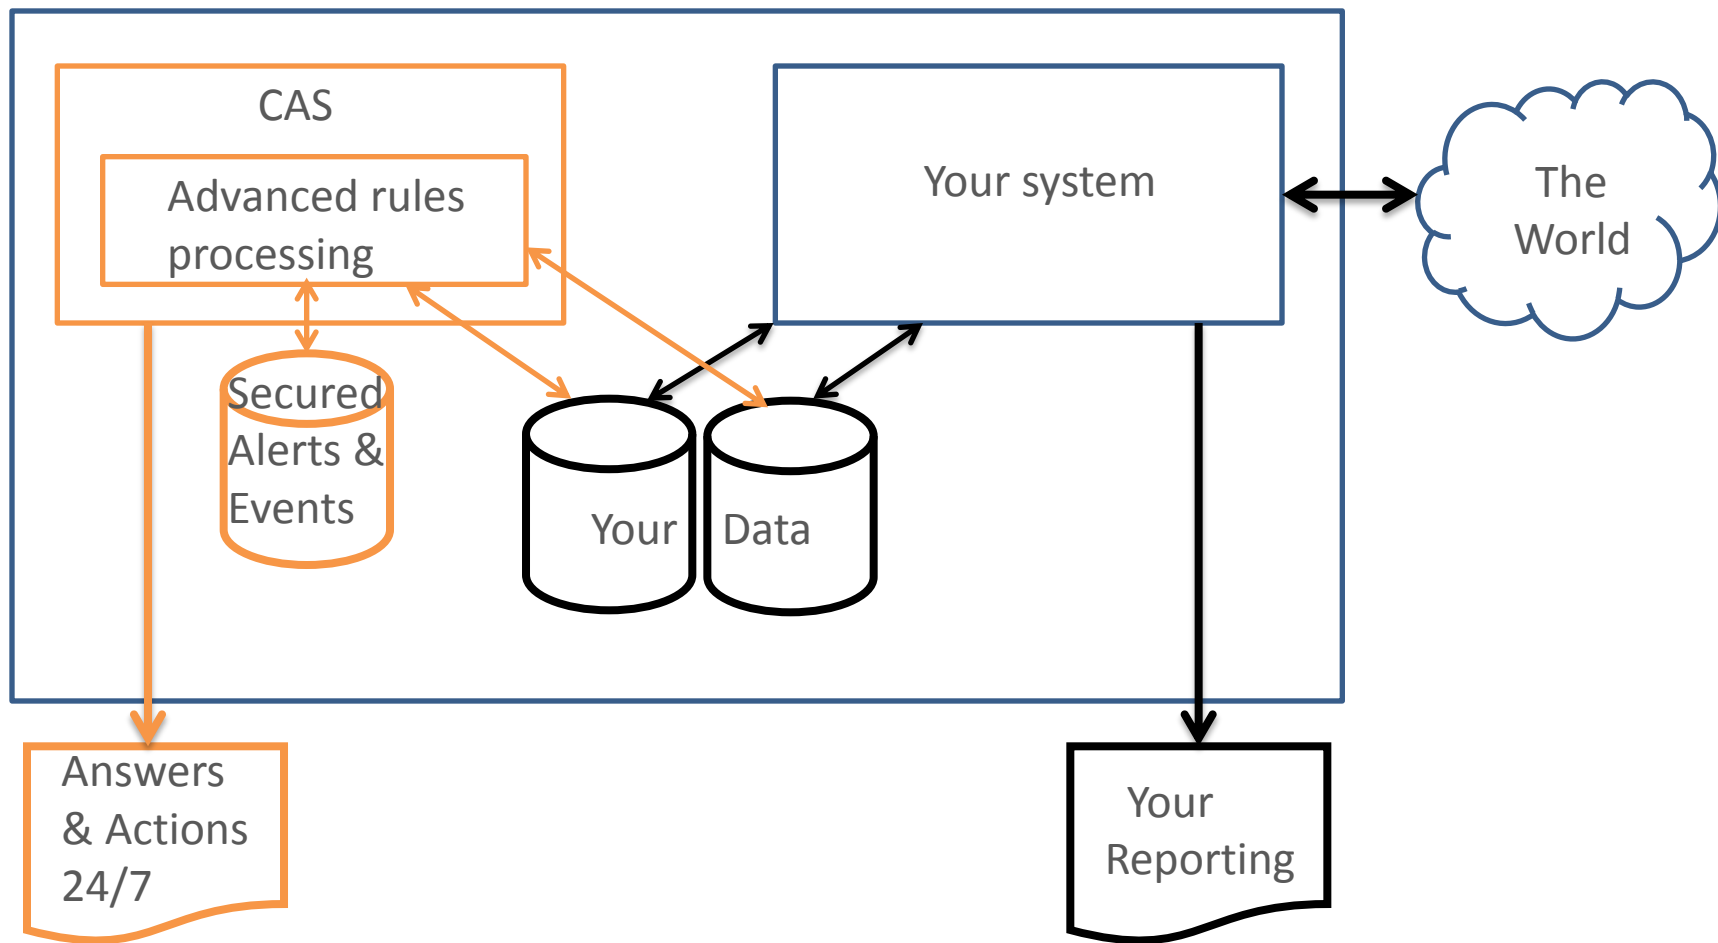 CAS
Advanced rules
processing
Your system
The
World
Secured
Alerts &
Events
Your Data
Answers
& Actions
24/7
Your
Reporting